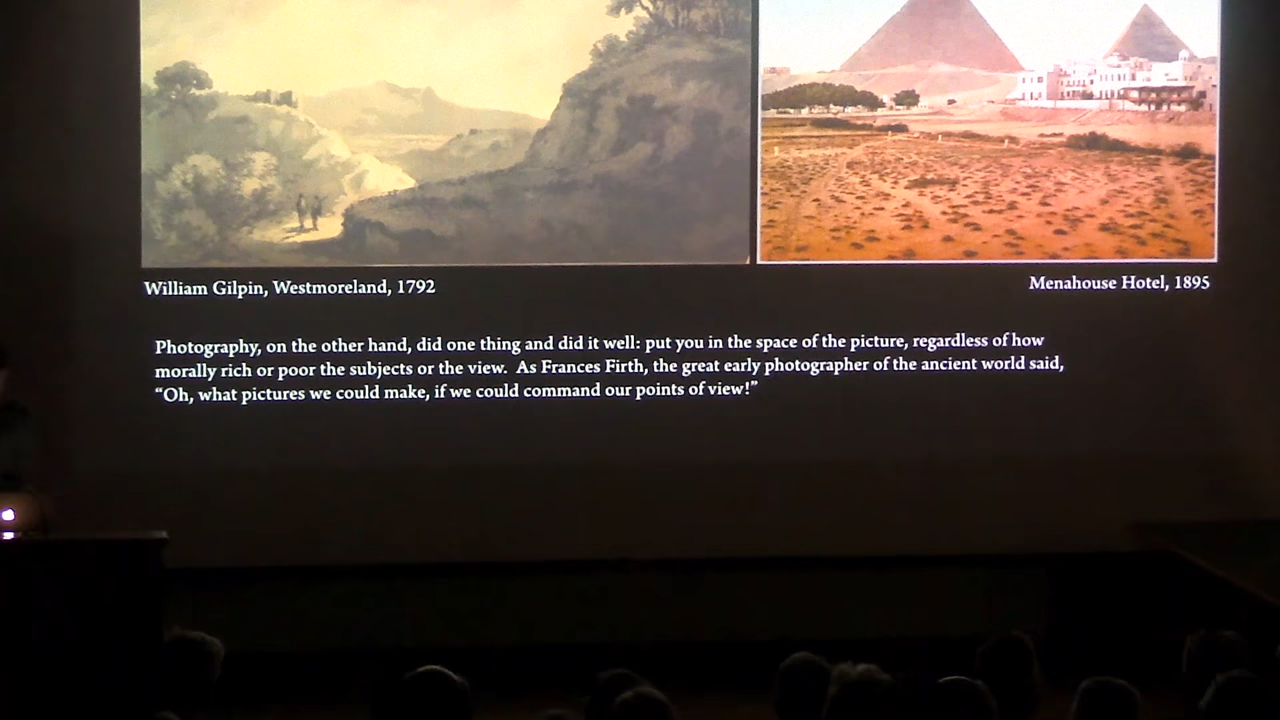 William Gilpin, Westmoreland, 1792
Menahouse Hotel, 1895
Photography, on the other hand, did one thing and did it well: put you in the space of the picture, regardless of how
morally rich or poor the subjects or the view.  As Frances Firth, the great early photographer of the ancient world said,
“Oh, what pictures we could make, if we could command our points of view!”